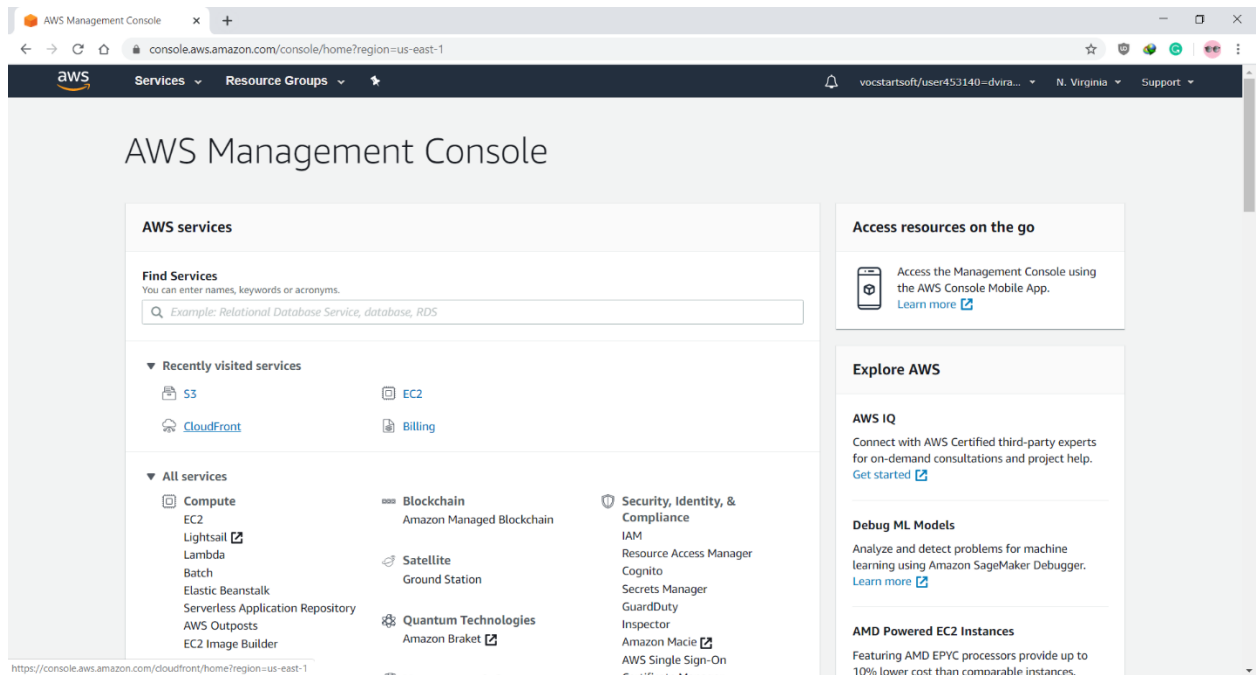 AWS Management Console
console.aws.amazon.com/console/home?region=us-east-1
aws
Services
Resource Groups
vocstartsoft/user453140=dvira...
N. Virginia
Support
AWS Management Console
AWS services
Find Services
You can enter names, keywords or acronyms.
Example: Relational Database Service, database, RDS
Recently visited services
S3
EC2
CloudFront
Billing
All services
Compute
EC2
Lightsail
Lambda
Batch
Elastic Beanstalk
Serverless Application Repository
AWS Outposts
EC2 Image Builder
Blockchain
Amazon Managed Blockchain
Satellite
Ground Station
Quantum Technologies
Amazon Braket
Security, Identity, &
Compliance
IAM
Resource Access Manager
Cognito
Secrets Manager
GuardDuty
Inspector
Amazon Macie
AWS Single Sign-On
Access resources on the go
Access the Management Console using
the AWS Console Mobile App.
Learn more
Explore AWS
AWS IQ
Connect with AWS Certified third-party experts
for on-demand consultations and project help.
Get started
Debug ML Models
Analyze and detect problems for machine
learning using Amazon SageMaker Debugger.
Learn more
AMD Powered EC2 Instances
Featuring AMD EPYC processors provide up to
10% lower cost than comparable instances.
https://console.aws.amazon.com/cloudfront/home?region=us-east-1